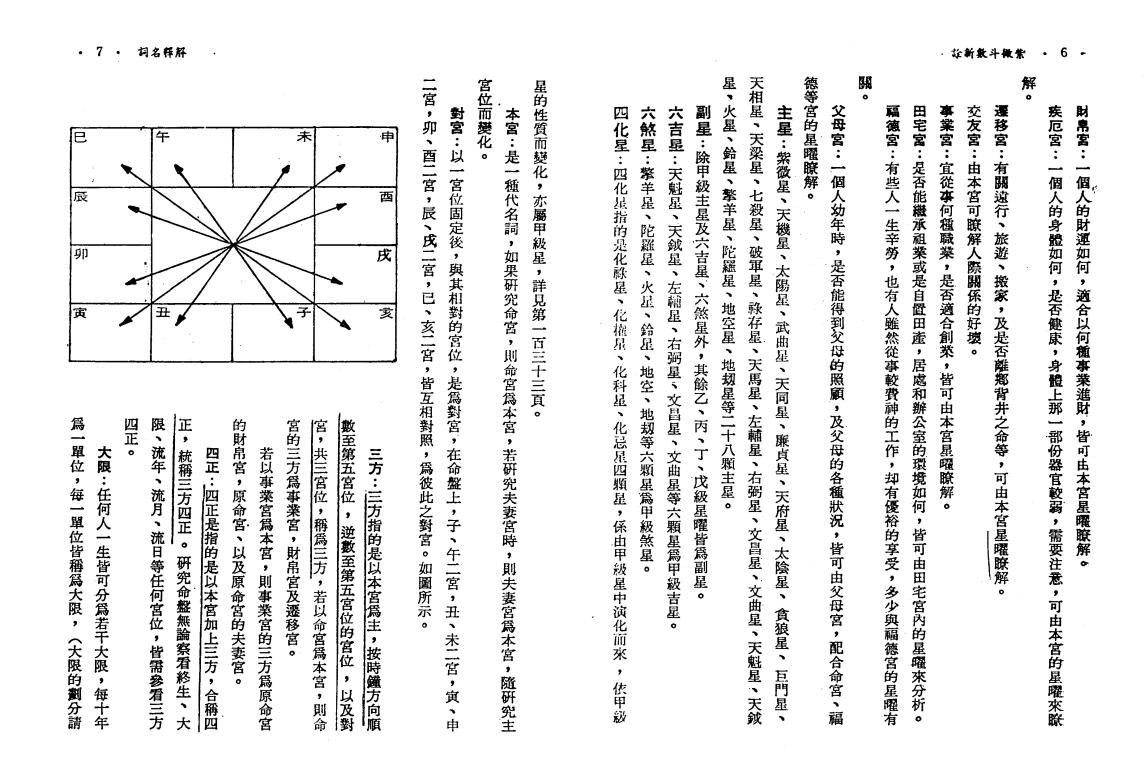 紫微斗數新詮 · 6 ·
財帛宮：一個人的財運如何，適合以何種事業進財，皆可由本宮星曜瞭解。
疾厄宮：一個人的身體如何，是否健康，身體上那一部份器官較弱，需要注意，可由本宮的星曜來瞭
解。
遷移宮：有關遠行、旅遊、搬家，及是否離鄉背井之命等，可由本宮星曜瞭解。
交友宮：由本宮可瞭解人際關係的好壞。
事業宮：宜從事何種職業，是否適合創業，皆可由本宮星曜瞭解。
田宅宮：是否能繼承祖業或是自置田產，居處和辦公室的環境如何，皆可由田宅宮內的星曜來分析。
福德宮：有些人一生辛勞，也有人雖然從事較費神的工作，却有優裕的享受，多少與福德宮的星曜有
關。
父母宮：一個人幼年時，是否能得到父母的照顧，及父母的各種狀況，皆可由父母宮，配合命宮、福
德等宮的星曜瞭解。
主星：紫微星、天機星、太陽星、武曲星、天同星、廉貞星、天府星、太陰星、貪狼星、巨門星、
天相星、天梁星、七殺星、破軍星、祿存星、天馬星、左輔星、右弼星、文昌星、文曲星、天魁星、天鉞
星、火星、鈴星、擎羊星、陀羅星、地空星、地刼星等二十八顆主星。
副星：除甲級主星及六吉星、六煞星外，其餘乙、丙、丁、戊級星曜皆爲副星。
六吉星：天魁星、天鉞星、左輔星、右弼星、文昌星、文曲星等六顆星爲甲級吉星。
六煞星：擎羊星、陀羅星、火星、鈴星、地空、地刼等六顆星爲甲級煞星。
四化星：四化星指的是化祿星、化權星、化科星、化忌星四顆星，係由甲級星中演化而來，依甲級
· 7 · 詞名釋解
星的性質而變化，亦屬甲級星，詳見第一百三十三頁。
本宮：是一種代名詞，如果研究命宮，則命宮爲本宮，若研究夫妻宮時，則夫妻宮爲本宮，隨研究主
宮位而變化。
對宮：以一宮位固定後，與其相對的宮位，是爲對宮，在命盤上，子、午二宮，丑、未二宮，寅、申
二宮，卯、酉二宮，辰、戌二宮，巳、亥二宮，皆互相對照，爲彼此之對宮。如圖所示。
巳 午 未 申
辰 酉
卯 戌
寅 丑 子 亥
三方：三方指的是以本宮爲主，按時鐘方向順
數至第五宮位，逆數至第五宮位的宮位，以及對
宮，共三宮位，稱爲三方，若以命宮爲本宮，則命
宮的三方爲事業宮，財帛宮及遷移宮。
若以事業宮爲本宮，則事業宮的三方爲原命宮
的財帛宮，原命宮、以及原命宮的夫妻宮。
四正：四正是指的是以本宮加上三方，合稱四
正，統稱三方四正。研究命盤無論察看終生、大
限、流年、流月、流日等任何宮位，皆需參看三方
四正。
大限：任何人一生皆可分爲若干大限，每十年
爲一單位，每一單位皆稱爲大限，（大限的劃分請